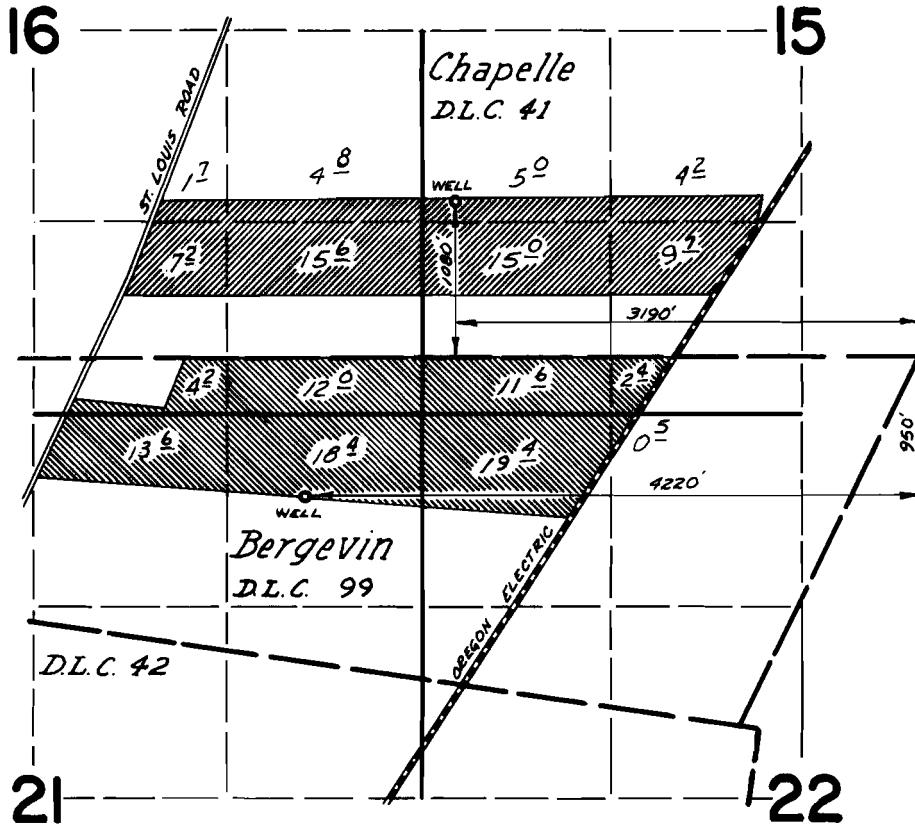 16
15
ST. LOUIS ROAD
Chapelle
D.L.C. 41
1 7
4 8
5 0
4 2
WELL
7 2
15 6
1080'
15 0
9 7
3190'
4 2
12 0
11 6
2 4
13 6
18 4
19 4
0 5
950'
4220'
WELL
Bergevin
D.L.C. 99
OREGON ELECTRIC
D.L.C. 42
21
22